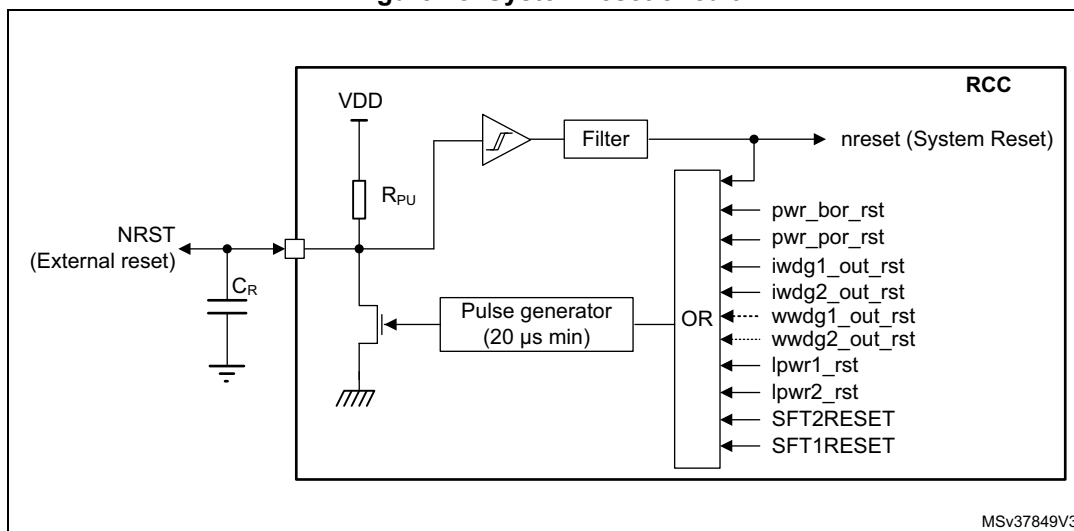 RCC
VDD
Filter
nreset (System Reset)
RPU
NRST
(External reset)
CR
Pulse generator
(20 µs min)
OR
pwr_bor_rst
pwr_por_rst
iwdg1_out_rst
iwdg2_out_rst
wwdg1_out_rst
wwdg2_out_rst
lpwr1_rst
lpwr2_rst
SFT2RESET
SFT1RESET
MSv37849V3